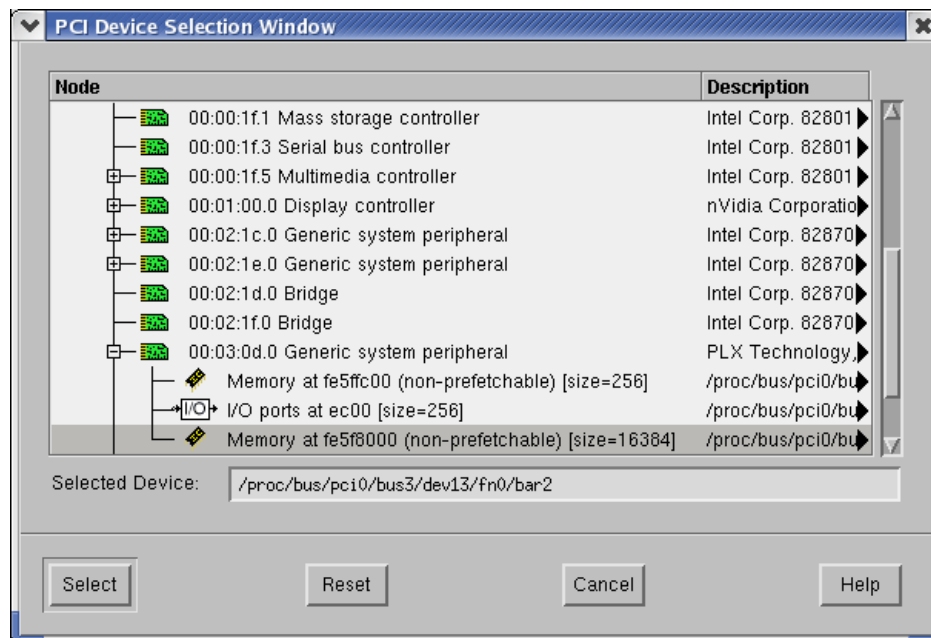 PCI Device Selection Window
Node Description
00:00:1f.1 Mass storage controller Intel Corp. 82801
00:00:1f.3 Serial bus controller Intel Corp. 82801
00:00:1f.5 Multimedia controller Intel Corp. 82801
00:01:00.0 Display controller nVidia Corporatio
00:02:1c.0 Generic system peripheral Intel Corp. 82870
00:02:1e.0 Generic system peripheral Intel Corp. 82870
00:02:1d.0 Bridge Intel Corp. 82870
00:02:1f.0 Bridge Intel Corp. 82870
00:03:0d.0 Generic system peripheral PLX Technology,
Memory at fe5ffc00 (non-prefetchable) [size=256] /proc/bus/pci0/bu
I/O I/O ports at ec00 [size=256] /proc/bus/pci0/bu
Memory at fe5f8000 (non-prefetchable) [size=16384] /proc/bus/pci0/bu
Selected Device: /proc/bus/pci0/bus3/dev13/fn0/bar2
Select Reset Cancel Help